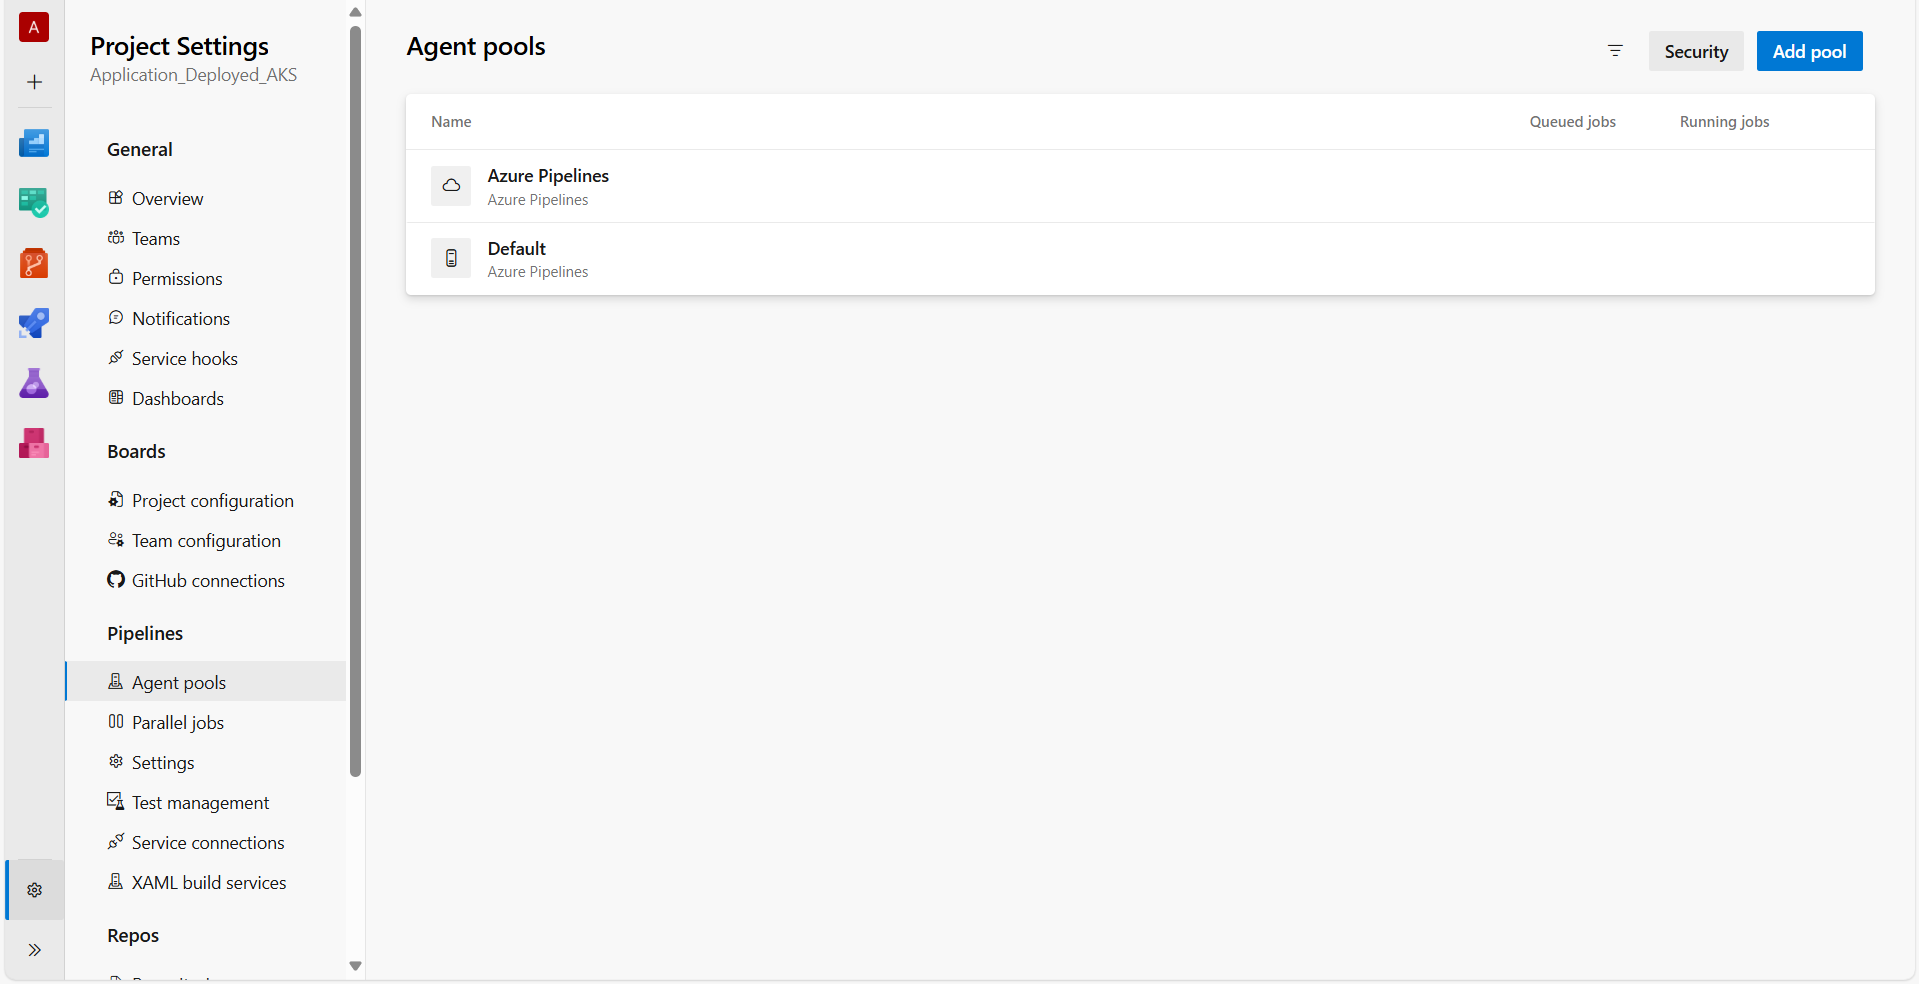 A
Project Settings
Application_Deployed_AKS
General
Overview
Teams
Permissions
Notifications
Service hooks
Dashboards
Boards
Project configuration
Team configuration
GitHub connections
Pipelines
Agent pools
Parallel jobs
Settings
Test management
Service connections
XAML build services
Repos
Agent pools
Security
Add pool
Name
Queued jobs
Running jobs
Azure Pipelines
Azure Pipelines
Default
Azure Pipelines